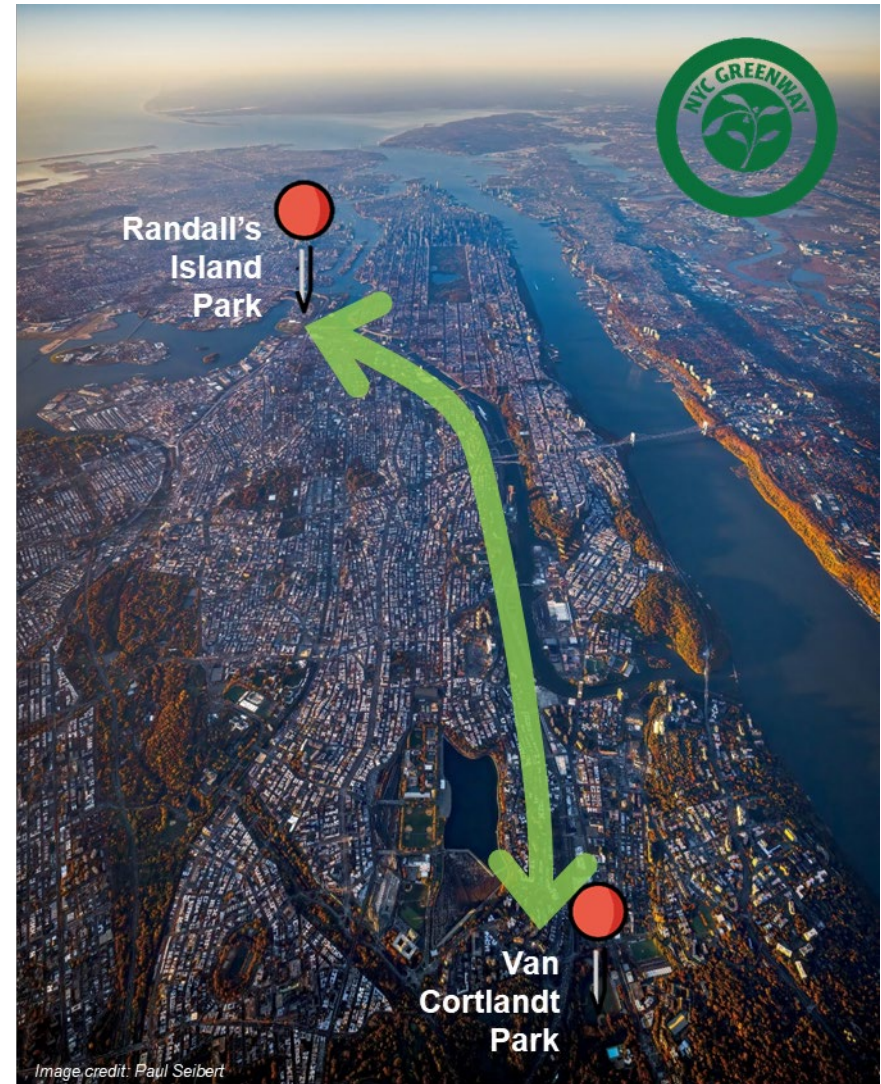 NYC GREENWAY
Randall’s
Island
Park
Van
Cortlandt
Park
Image credit: Paul Seibert